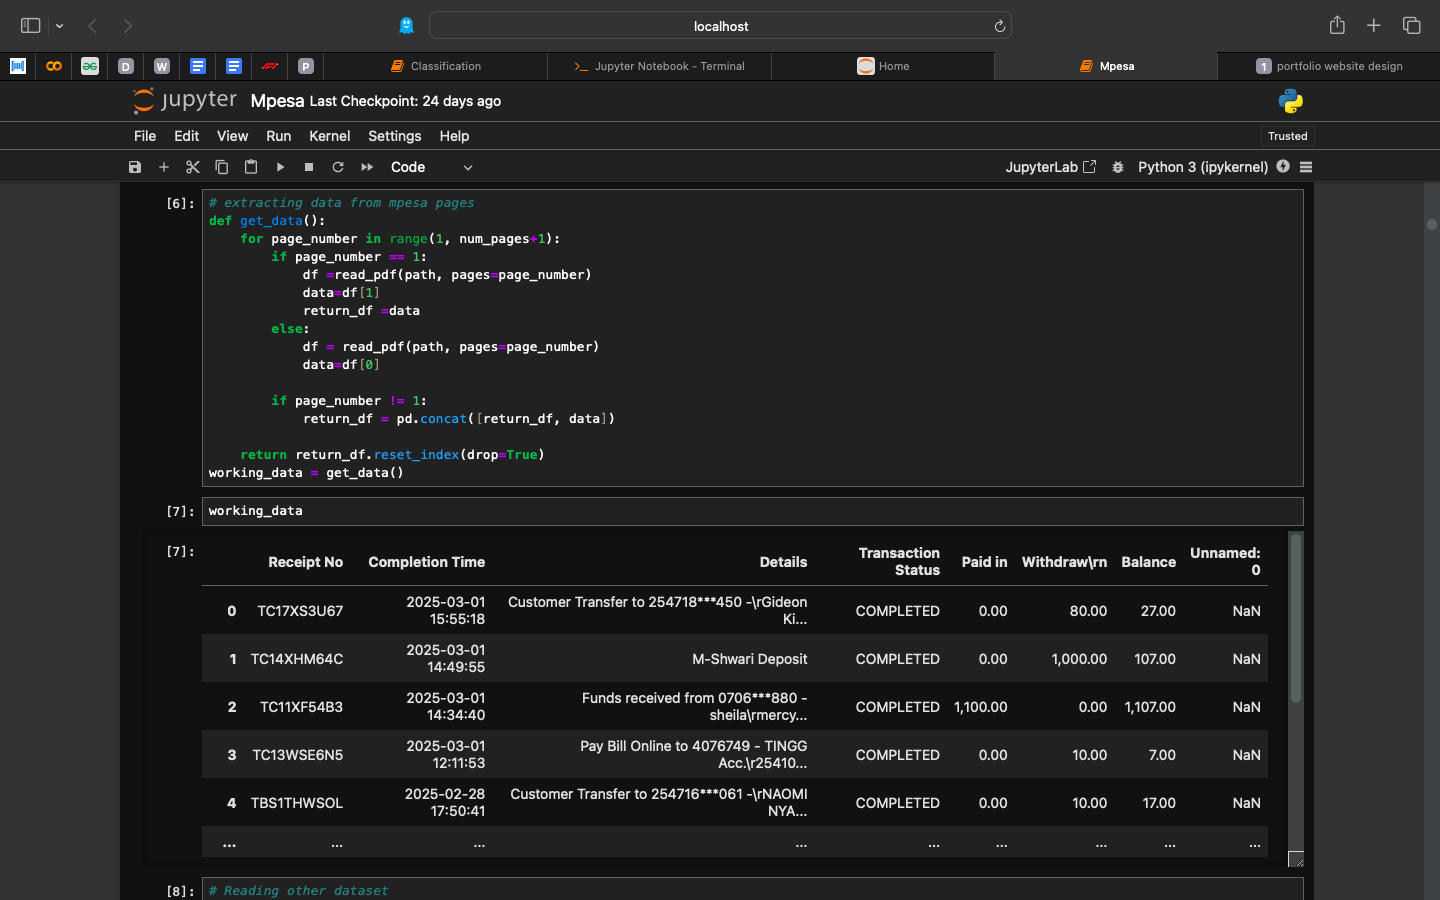 localhost
Classification
Jupyter Notebook - Terminal
Home
Mpesa
1 portfolio website design
D
W
P
jupyter Mpesa Last Checkpoint: 24 days ago
File Edit View Run Kernel Settings Help
Trusted
Code
JupyterLab
Python 3 (ipykernel)
[6]:
# extracting data from mpesa pages
def get_data():
    for page_number in range(1, num_pages+1):
        if page_number == 1:
            df =read_pdf(path, pages=page_number)
            data=df[1]
            return_df =data
        else:
            df = read_pdf(path, pages=page_number)
            data=df[0]
        if page_number != 1:
            return_df = pd.concat([return_df, data])
    return return_df.reset_index(drop=True)
working_data = get_data()
[7]: working_data
[7]:
Receipt No Completion Time Details Transaction Status Paid in Withdraw\rn Balance Unnamed: 0
0 TC17XS3U67 2025-03-01 15:55:18 Customer Transfer to 254718***450 -\rGideon Ki... COMPLETED 0.00 80.00 27.00 NaN
1 TC14XHM64C 2025-03-01 14:49:55 M-Shwari Deposit COMPLETED 0.00 1,000.00 107.00 NaN
2 TC11XF54B3 2025-03-01 14:34:40 Funds received from 0706***880 - sheila\rmercy... COMPLETED 1,100.00 0.00 1,107.00 NaN
3 TC13WSE6N5 2025-03-01 12:11:53 Pay Bill Online to 4076749 - TINGG Acc.\r25410... COMPLETED 0.00 10.00 7.00 NaN
4 TBS1THWSOL 2025-02-28 17:50:41 Customer Transfer to 254716***061 -\rNAOMI NYA... COMPLETED 0.00 10.00 17.00 NaN
... ... ... ... ... ... ... ... ...
[8]: # Reading other dataset